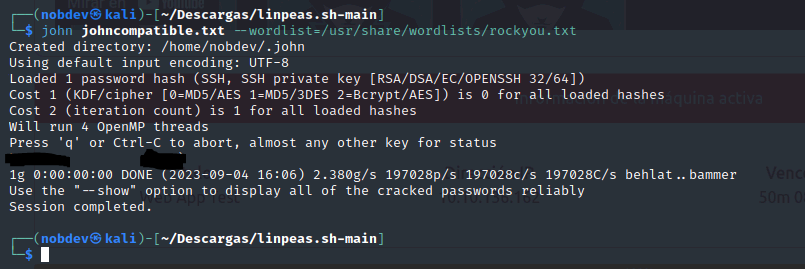 ┌──(nobdev㉿kali)-[~/Descargas/linpeas.sh-main]
└─$ john johncompatible.txt --wordlist=/usr/share/wordlists/rockyou.txt
Created directory: /home/nobdev/.john
Using default input encoding: UTF-8
Loaded 1 password hash (SSH, SSH private key [RSA/DSA/EC/OPENSSH 32/64])
Cost 1 (KDF/cipher [0=MD5/AES 1=MD5/3DES 2=Bcrypt/AES]) is 0 for all loaded hashes
Cost 2 (iteration count) is 1 for all loaded hashes
Will run 4 OpenMP threads
Press 'q' or Ctrl-C to abort, almost any other key for status
1g 0:00:00:00 DONE (2023-09-04 16:06) 2.380g/s 197028p/s 197028c/s 197028C/s behlat..bammer
Use the "--show" option to display all of the cracked passwords reliably
Session completed.
┌──(nobdev㉿kali)-[~/Descargas/linpeas.sh-main]
└─$